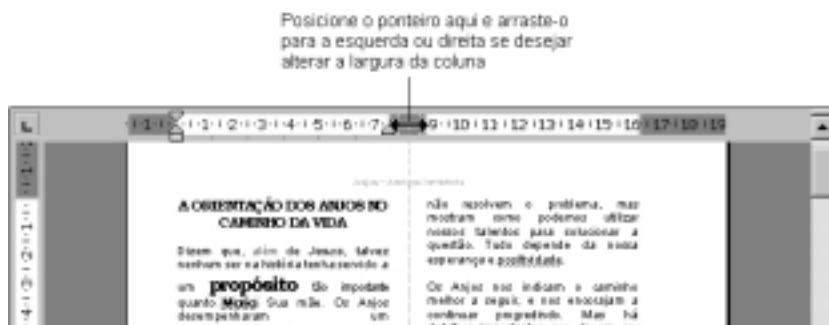 Posicione o ponteiro aqui e arraste-o
para a esquerda ou direita se desejar
alterar a largura da coluna
1 1 2 3 4 5 6 7 9 10 11 12 13 14 15 16 17 18 19
A ORIENTAÇÃO DOS ANJOS NO
CAMINHO DA VIDA
Dizem que, além de Jesus, talvez
nenhum ser na história tenha servido a
um propósito tão importante
quanto Sua mãe. Os Anjos
desempenharam um
não resolvem o problema, mas
mostram como podemos utilizar
nossos talentos para solucionar a
questão. Tudo depende da nossa
esperança e
Os Anjos nos indicam o caminho
melhor a seguir, e nos encorajam a
continuar progredindo. Mas há